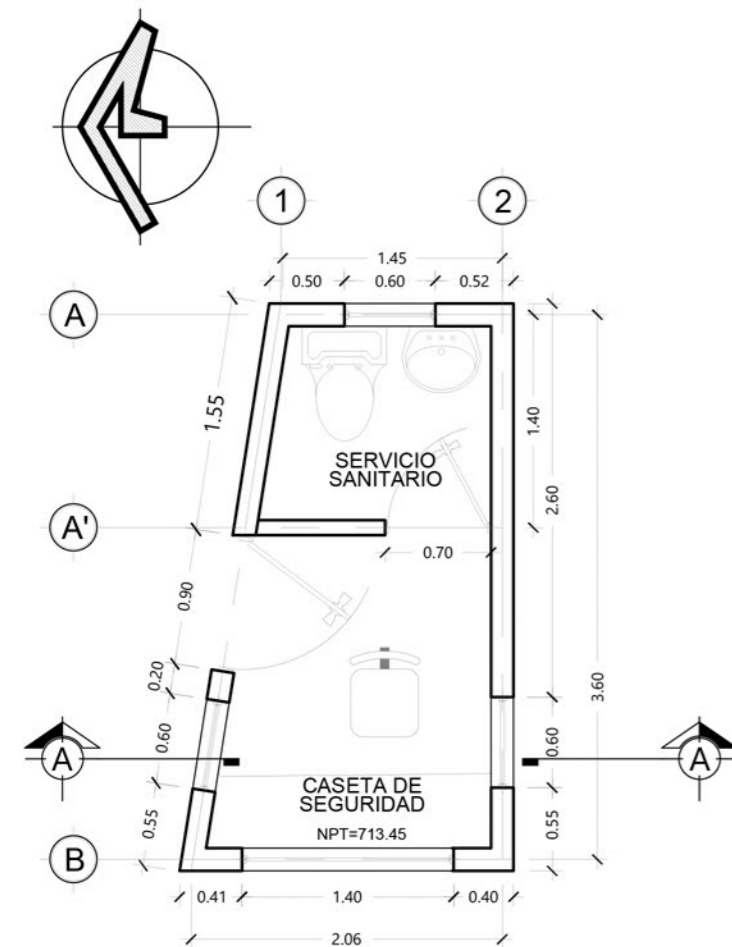 1
2
1.45
0.50
0.60
0.52
A
1.55
1.40
SERVICIO
SANITARIO
2.60
A'
0.70
0.90
0.20
3.60
0.60
0.60
A
A
CASETA DE
SEGURIDAD
0.55
0.55
NPT=713.45
B
0.41
1.40
0.40
2.06